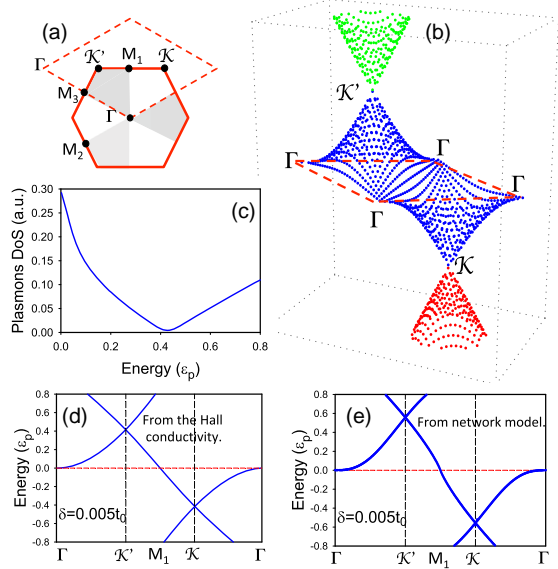 (a)
𝒦' M₁ 𝒦
Γ
M₃
Γ
M₂
(b)
𝒦'
Γ
Γ
Γ
Γ
𝒦
(c)
Plasmons DoS (a.u.)
0.30
0.25
0.20
0.15
0.10
0.05
0.00
0.0 0.2 0.4 0.6 0.8
Energy (εₚ)
(d)
From the Hall
conductivity.
Energy (εₚ)
0.8
0.6
0.4
0.2
0.0
-0.2
-0.4
-0.6
-0.8
δ=0.005t₀
Γ 𝒦' M₁ 𝒦 Γ
(e)
From network model.
Energy (εₚ)
0.8
0.6
0.4
0.2
0.0
-0.2
-0.4
-0.6
-0.8
δ=0.005t₀
Γ 𝒦' M₁ 𝒦 Γ